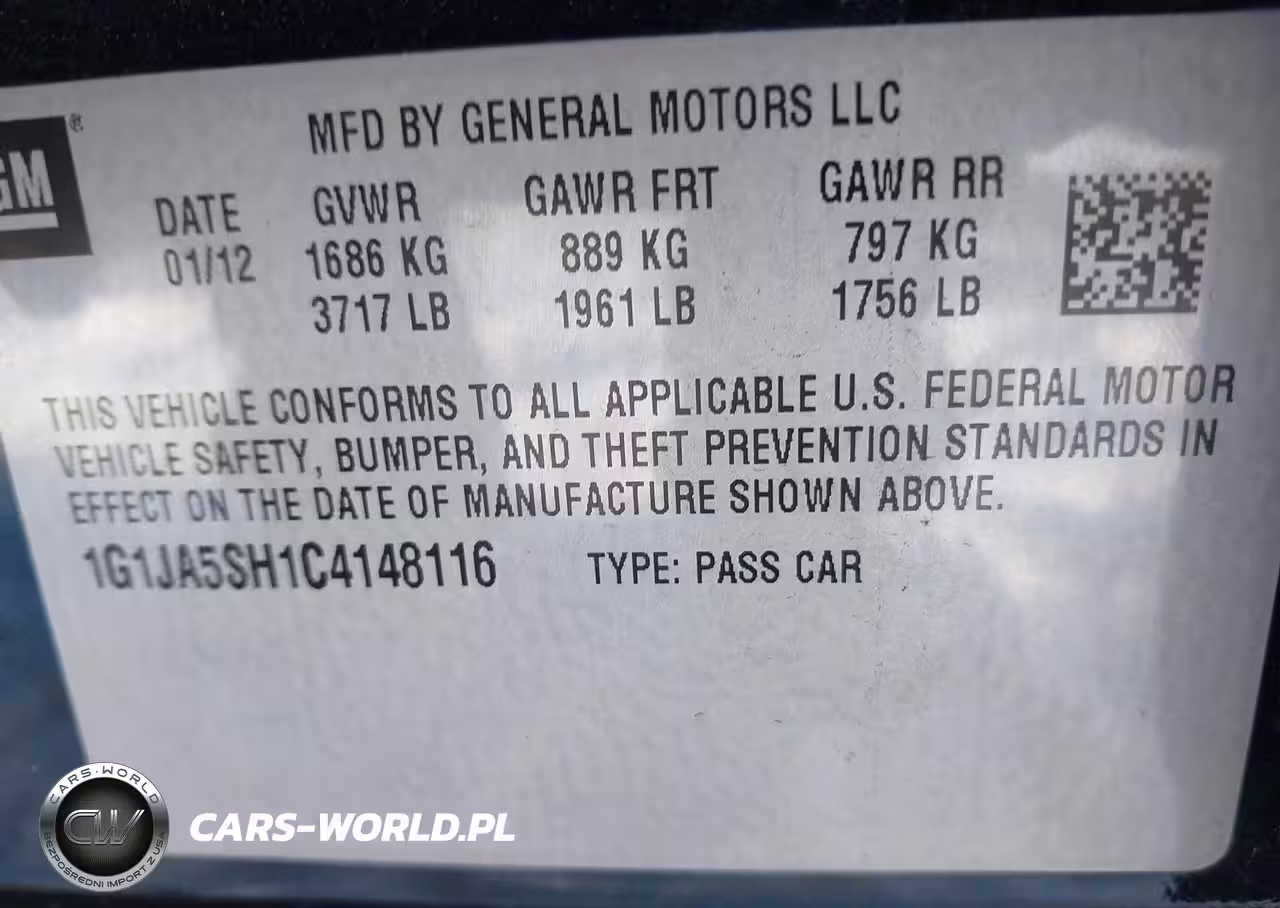 GM®
MFD BY GENERAL MOTORS LLC
DATE GVWR GAWR FRT GAWR RR
01/12 1686 KG 889 KG 797 KG
3717 LB 1961 LB 1756 LB
THIS VEHICLE CONFORMS TO ALL APPLICABLE U.S. FEDERAL MOTOR
VEHICLE SAFETY, BUMPER, AND THEFT PREVENTION STANDARDS IN
EFFECT ON THE DATE OF MANUFACTURE SHOWN ABOVE.
1G1JA5SH1C4148116 TYPE: PASS CAR
CARS-WORLD
CW
BEZPOŚREDNI IMPORT Z USA
CARS-WORLD.PL